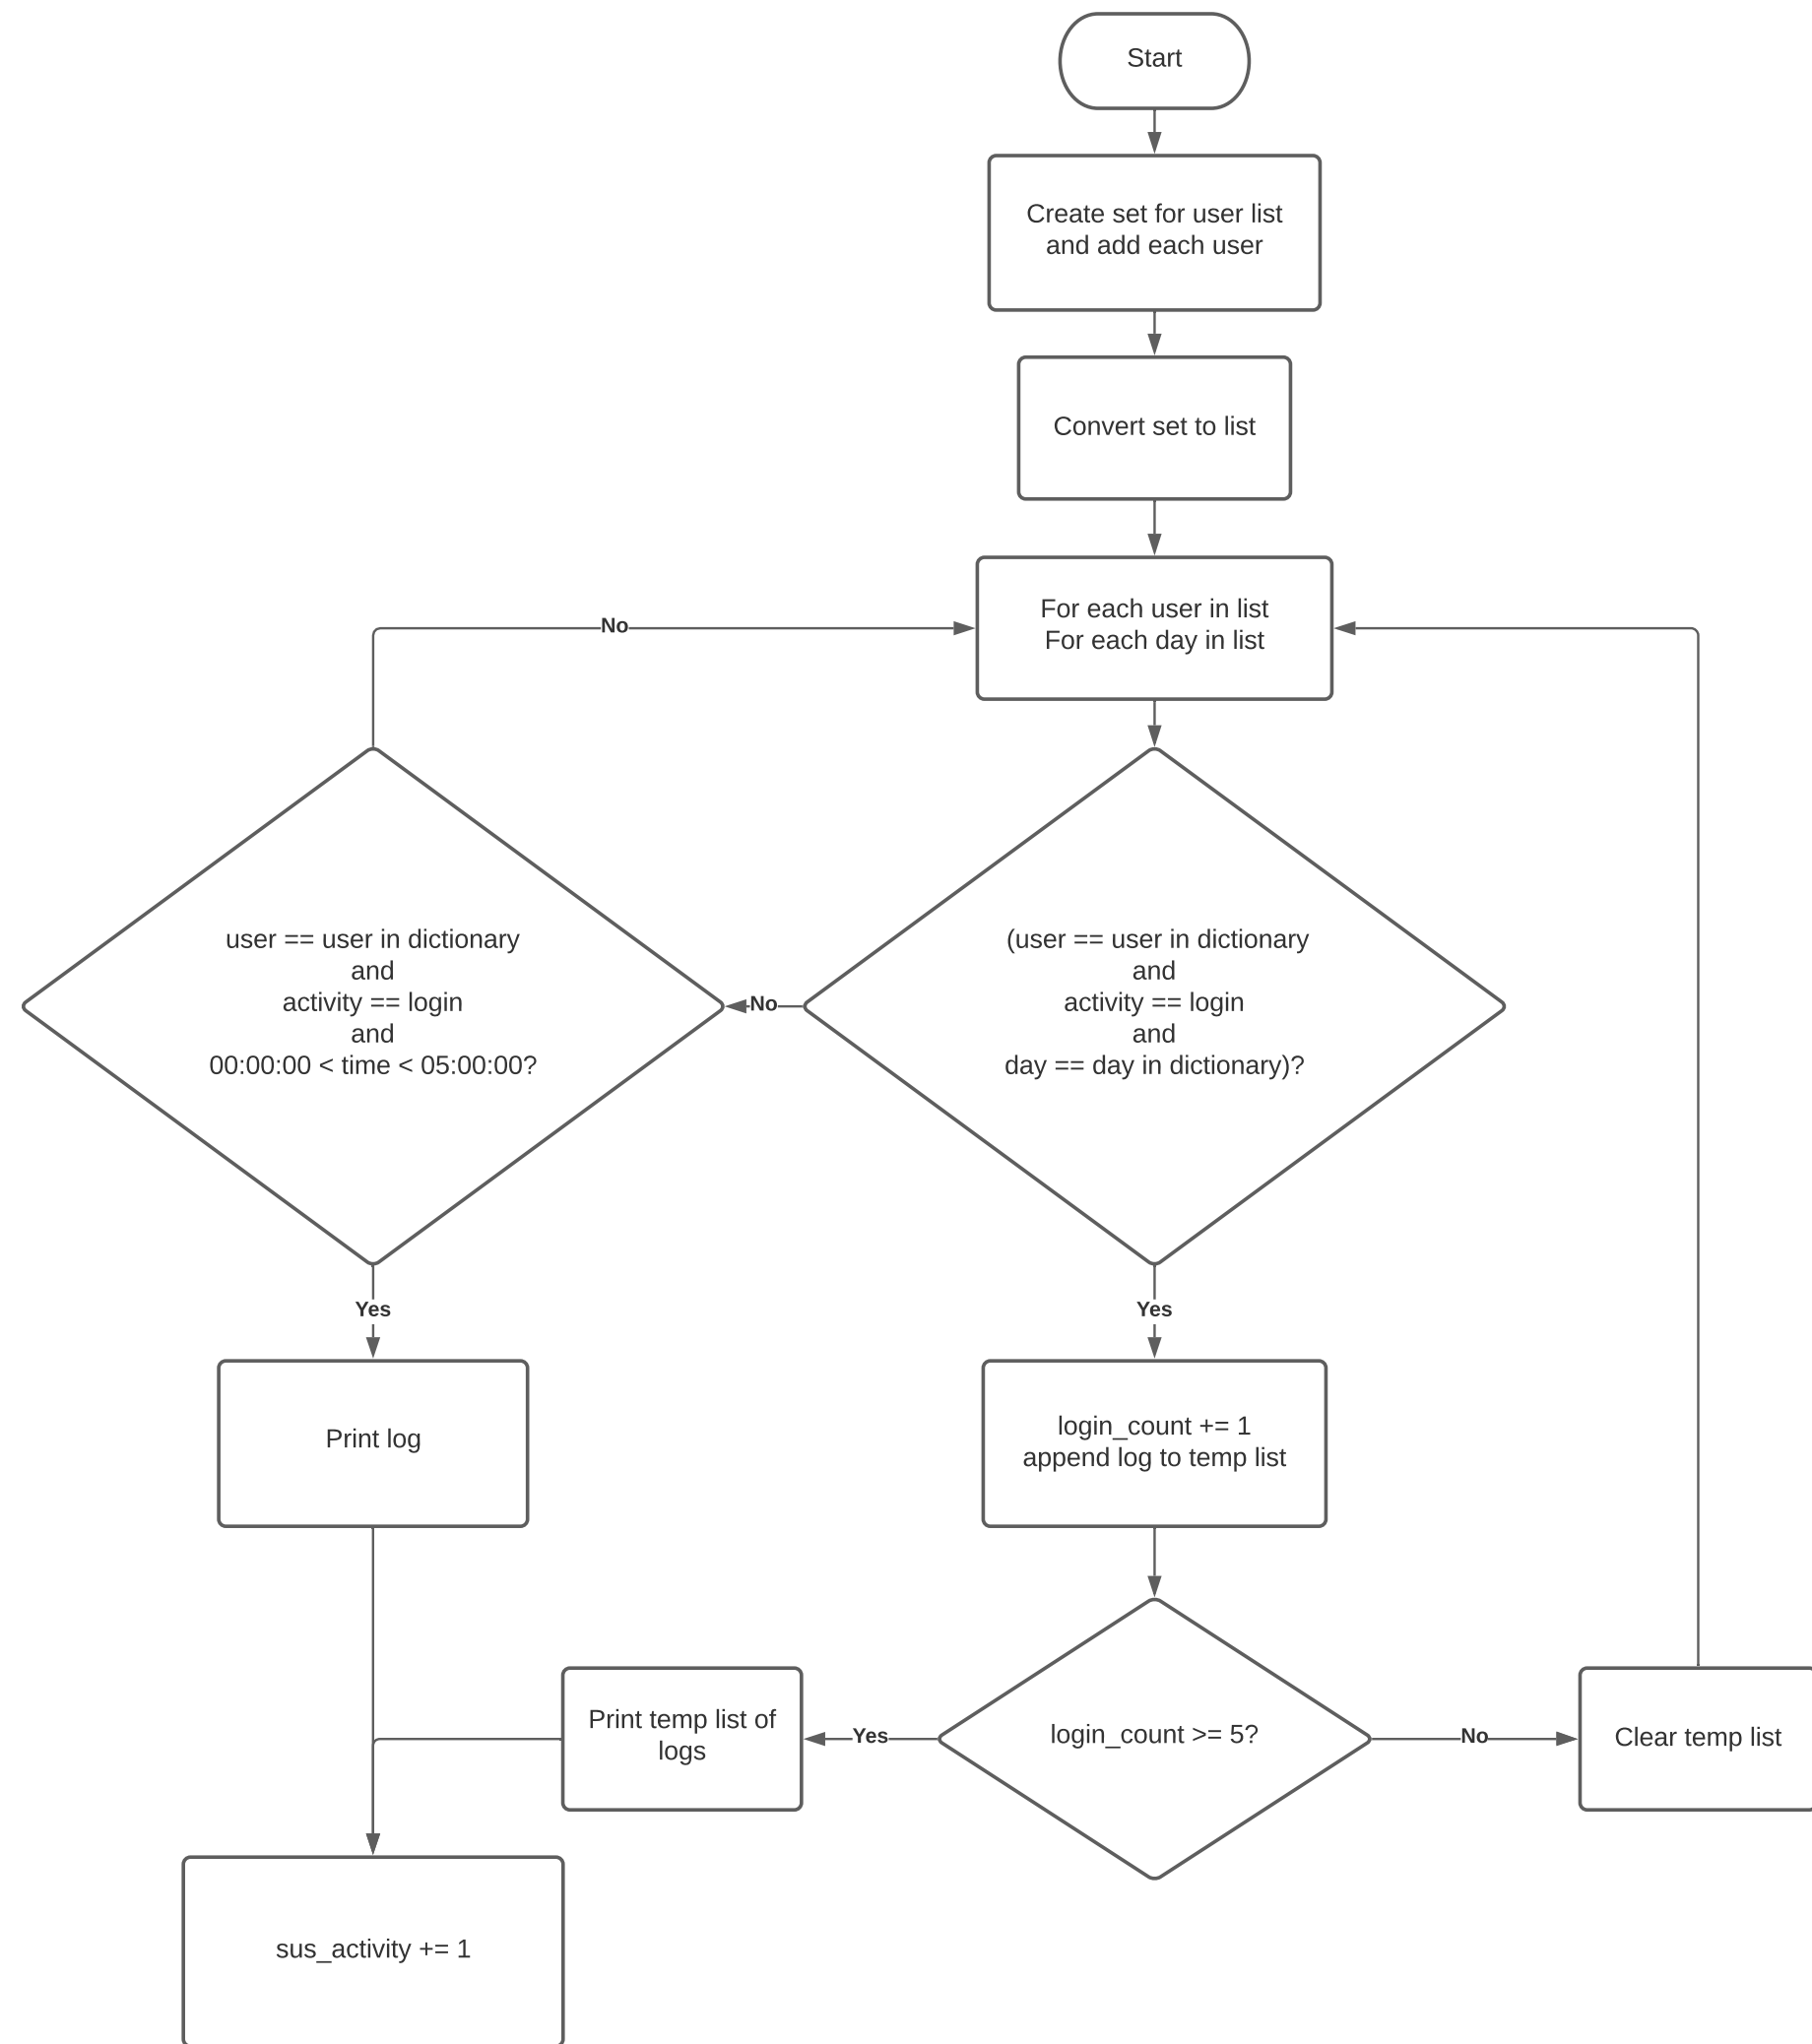 Start
Create set for user list
and add each user
Convert set to list
For each user in list
For each day in list
No
user == user in dictionary
and
activity == login
and
00:00:00 < time < 05:00:00?
No
(user == user in dictionary
and
activity == login
and
day == day in dictionary)?
Yes
Yes
Print log
login_count += 1
append log to temp list
Print temp list of
logs
Yes
login_count >= 5?
No
Clear temp list
sus_activity += 1